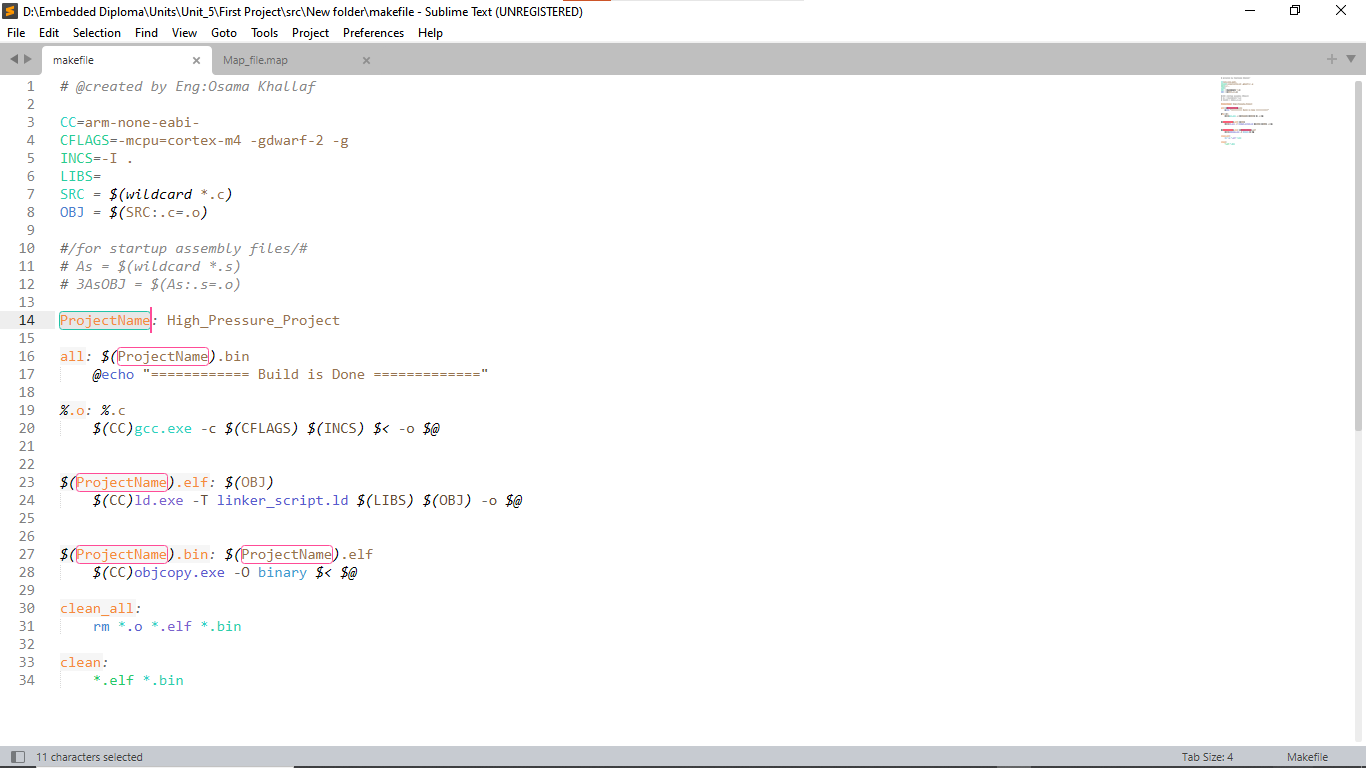 D:\Embedded Diploma\Units\Unit_5\First Project\src\New folder\makefile - Sublime Text (UNREGISTERED)
File Edit Selection Find View Goto Tools Project Preferences Help
makefile Map_file.map
1 # @created by Eng:Osama Khallaf
2
3 CC=arm-none-eabi-
4 CFLAGS=-mcpu=cortex-m4 -gdwarf-2 -g
5 INCS=-I .
6 LIBS=
7 SRC = $(wildcard *.c)
8 OBJ = $(SRC:.c=.o)
9
10 #/for startup assembly files/#
11 # As = $(wildcard *.s)
12 # 3AsOBJ = $(As:.s=.o)
13
14 ProjectName: High_Pressure_Project
15
16 all: $(ProjectName).bin
17 @echo "============ Build is Done ============="
18
19 %.o: %.c
20 $(CC)gcc.exe -c $(CFLAGS) $(INCS) $< -o $@
21
22
23 $(ProjectName).elf: $(OBJ)
24 $(CC)ld.exe -T linker_script.ld $(LIBS) $(OBJ) -o $@
25
26
27 $(ProjectName).bin: $(ProjectName).elf
28 $(CC)objcopy.exe -O binary $< $@
29
30 clean_all:
31 rm *.o *.elf *.bin
32
33 clean:
34 *.elf *.bin
11 characters selected Tab Size: 4 Makefile